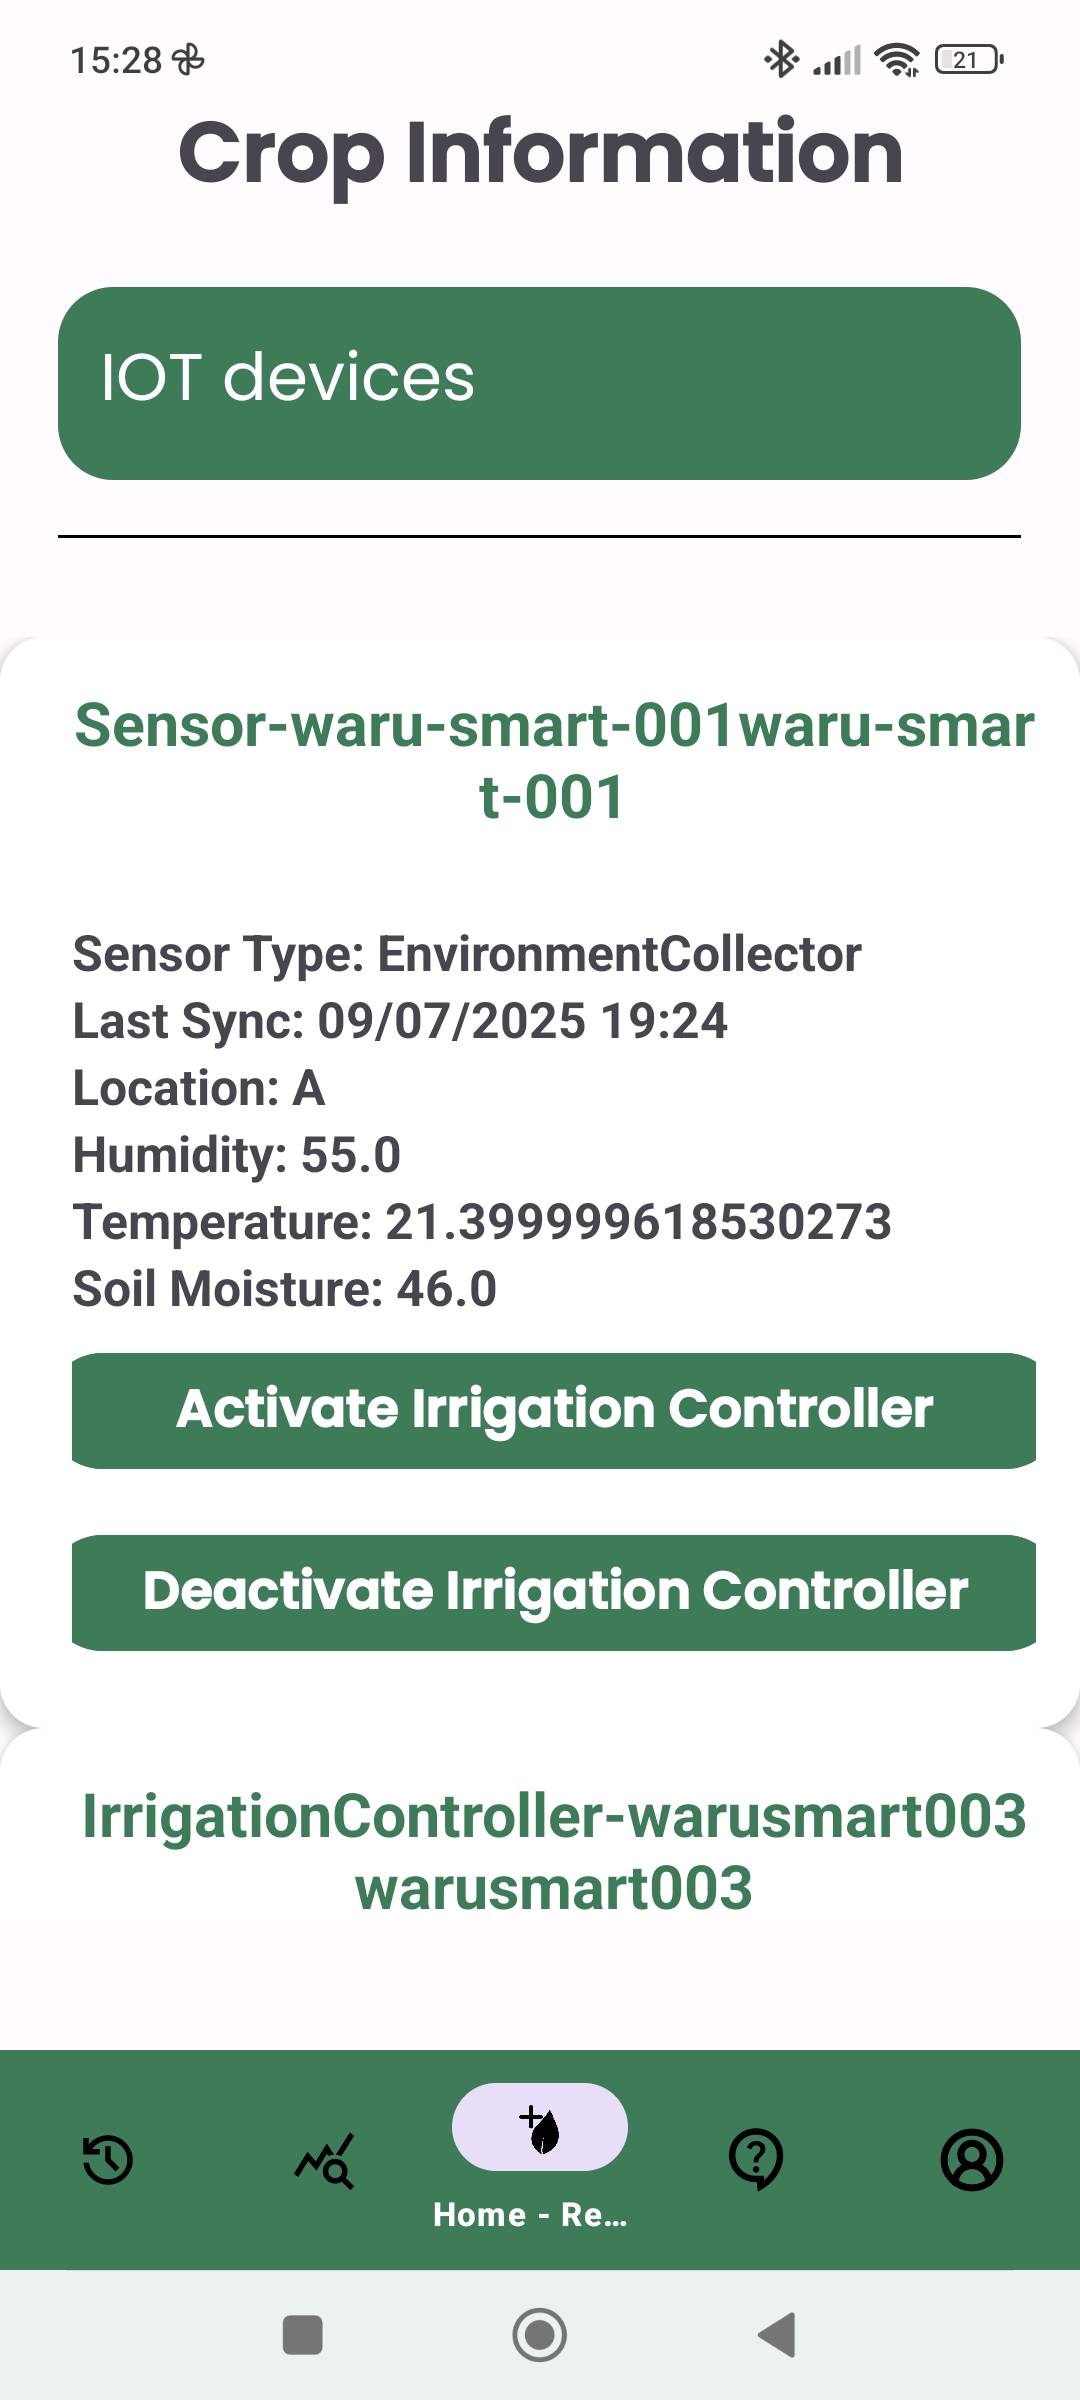 15:28
21
Crop Information
IOT devices
Sensor-waru-smart-001waru-smar
t-001
Sensor Type: EnvironmentCollector
Last Sync: 09/07/2025 19:24
Location: A
Humidity: 55.0
Temperature: 21.399999618530273
Soil Moisture: 46.0
Activate Irrigation Controller
Deactivate Irrigation Controller
IrrigationController-warusmart003
warusmart003
Home - Re...